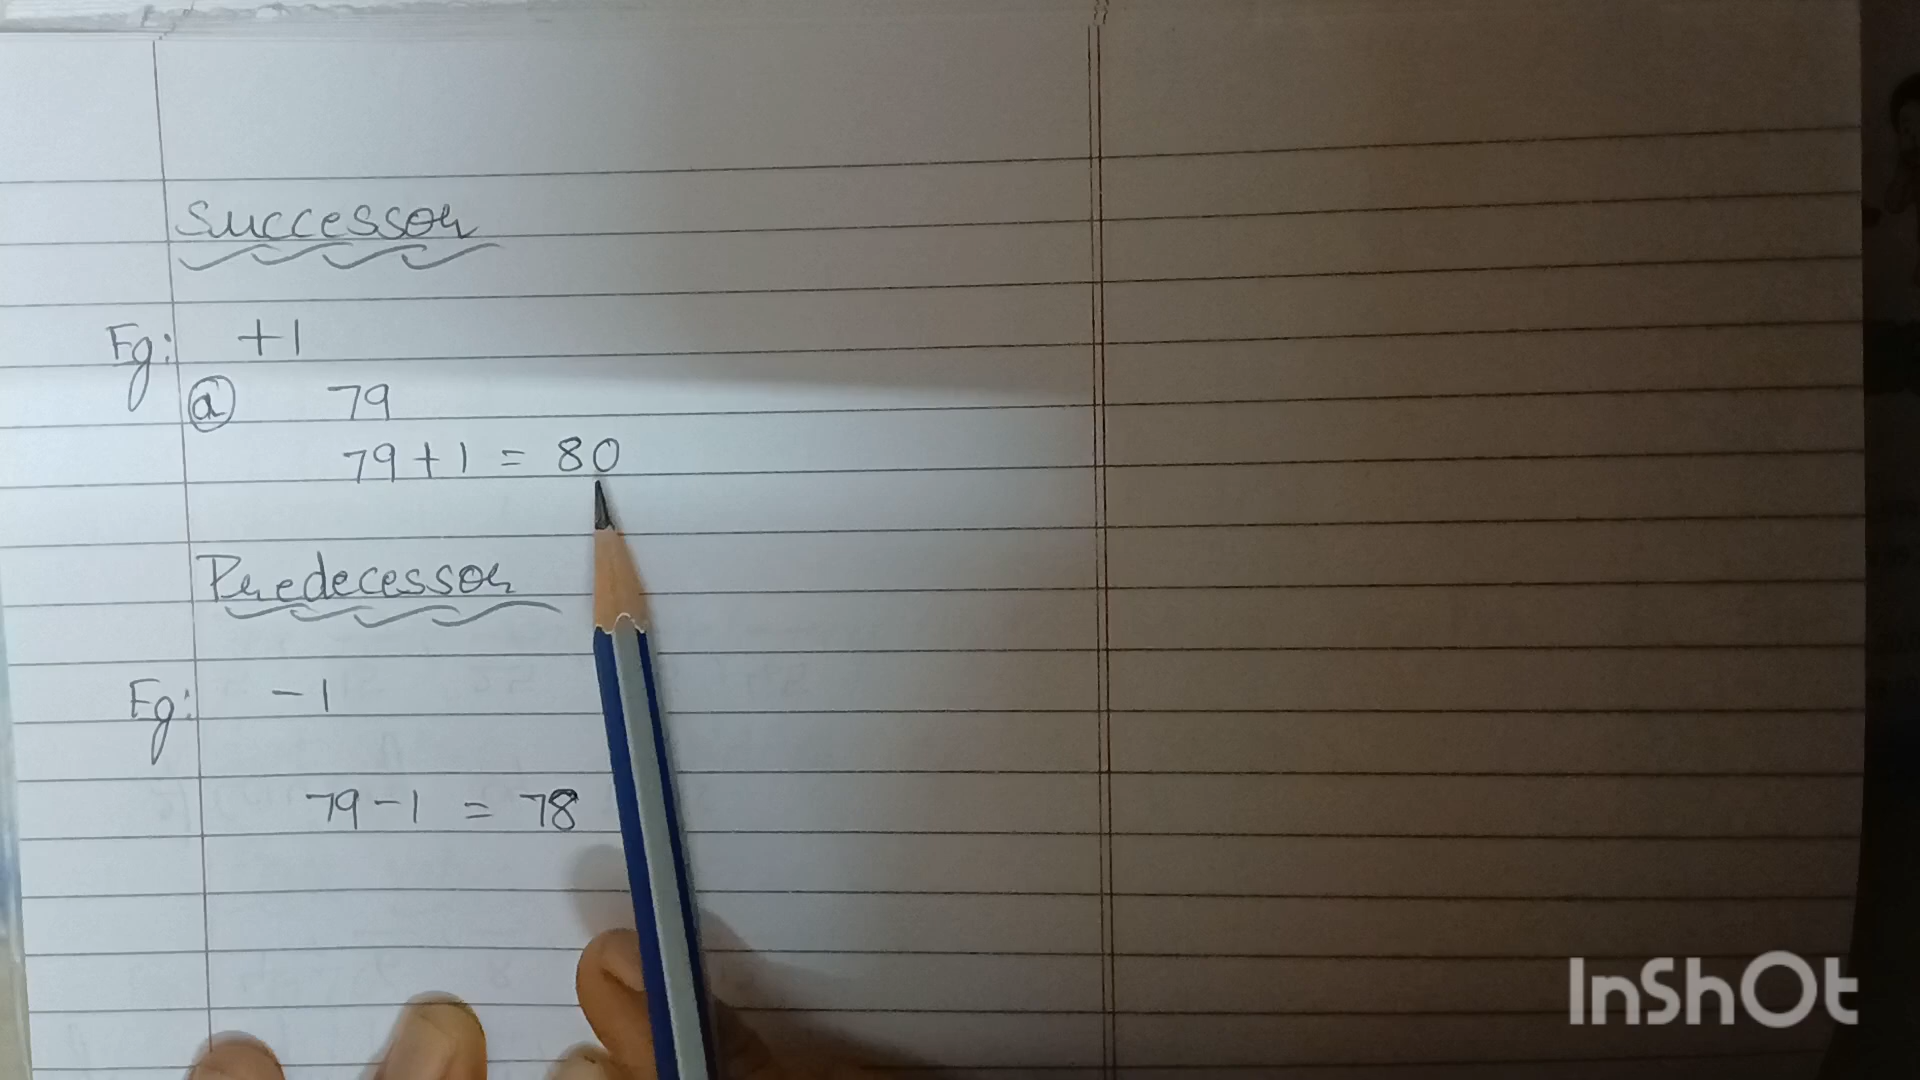 Successor
Eg: +1
(a) 79
79+1 = 80
Predecessor
Eg: -1
79-1 = 78
InShOt